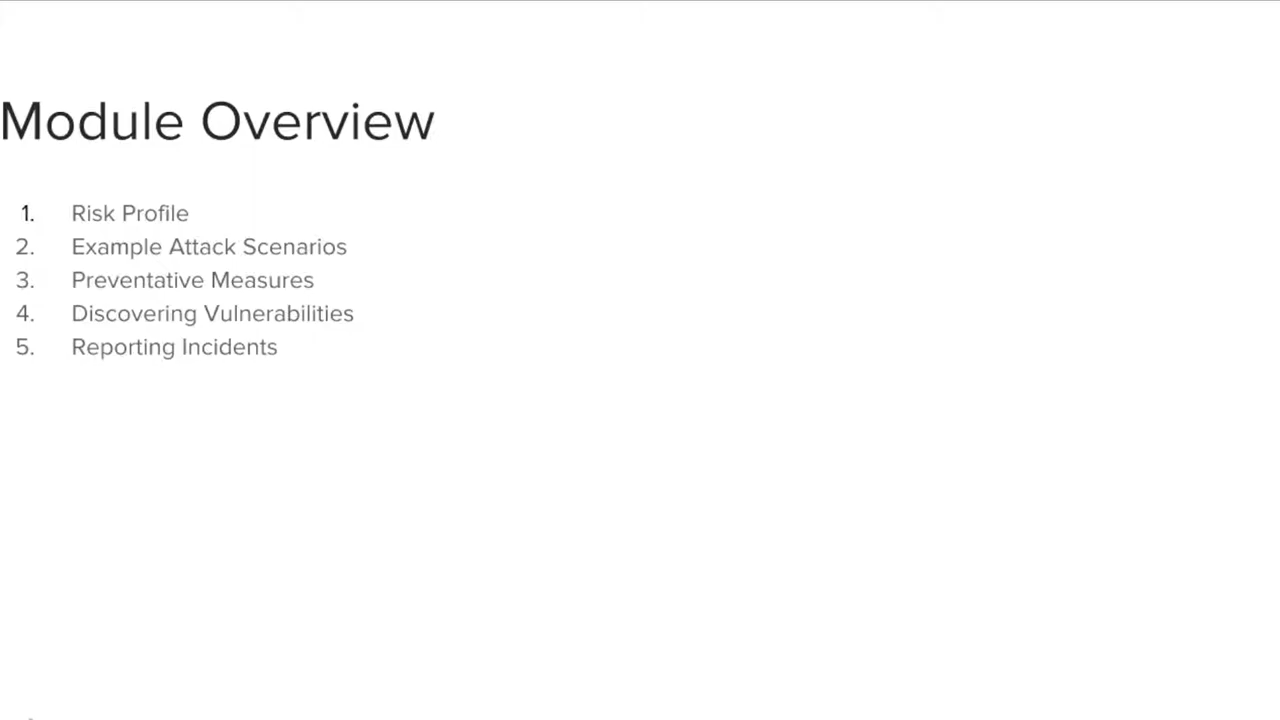 Module Overview
1. Risk Profile
2. Example Attack Scenarios
3. Preventative Measures
4. Discovering Vulnerabilities
5. Reporting Incidents